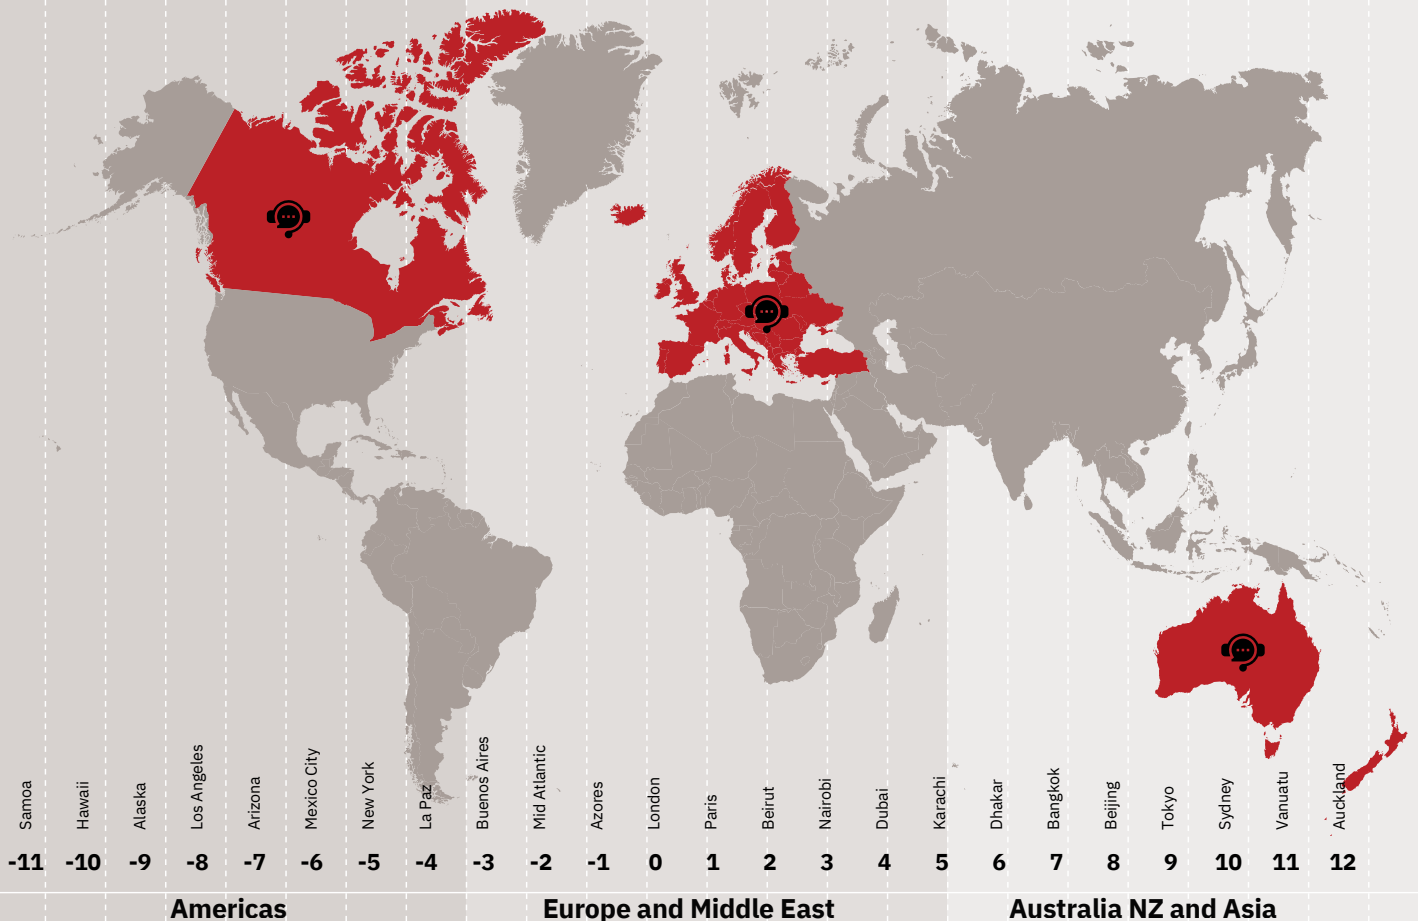 Samoa
Hawaii
Alaska
Los Angeles
Arizona
Mexico City
New York
La Paz
Buenos Aires
Mid Atlantic
Azores
London
Paris
Beirut
Nairobi
Dubai
Karachi
Dhakar
Bangkok
Beijing
Tokyo
Sydney
Vanuatu
Auckland
-11 -10 -9 -8 -7 -6 -5 -4 -3 -2 -1 0 1 2 3 4 5 6 7 8 9 10 11 12
Americas Europe and Middle East Australia NZ and Asia